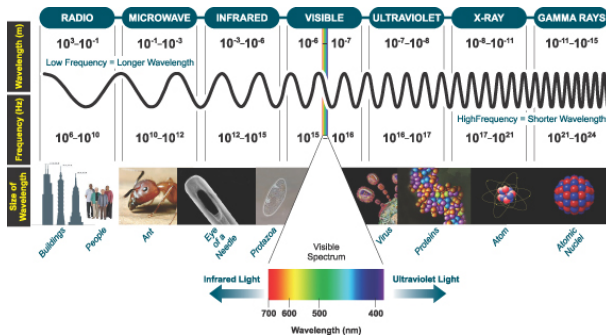 RADIO MICROWAVE INFRARED VISIBLE ULTRAVIOLET X-RAY GAMMA RAYS
Wavelength (m)
10³–10⁻¹ 10⁻¹–10⁻³ 10⁻³–10⁻⁶ 10⁻⁶ 10⁻⁷ 10⁻⁷–10⁻⁸ 10⁻⁸–10⁻¹¹ 10⁻¹¹–10⁻¹⁵
Low Frequency = Longer Wavelength
HighFrequency = Shorter Wavelength
Frequency (Hz)
10⁶–10¹⁰ 10¹⁰–10¹² 10¹²–10¹⁵ 10¹⁵ 10¹⁶ 10¹⁶–10¹⁷ 10¹⁷–10²¹ 10²¹–10²⁴
Size of
Wavelength
Buildings
People
Ant
Eye
of a
Needle
Protazoa
Virus
Proteins
Atom
Atomic
Nuclei
Visible
Spectrum
Infrared Light Ultraviolet Light
700 600 500 400
Wavelength (nm)